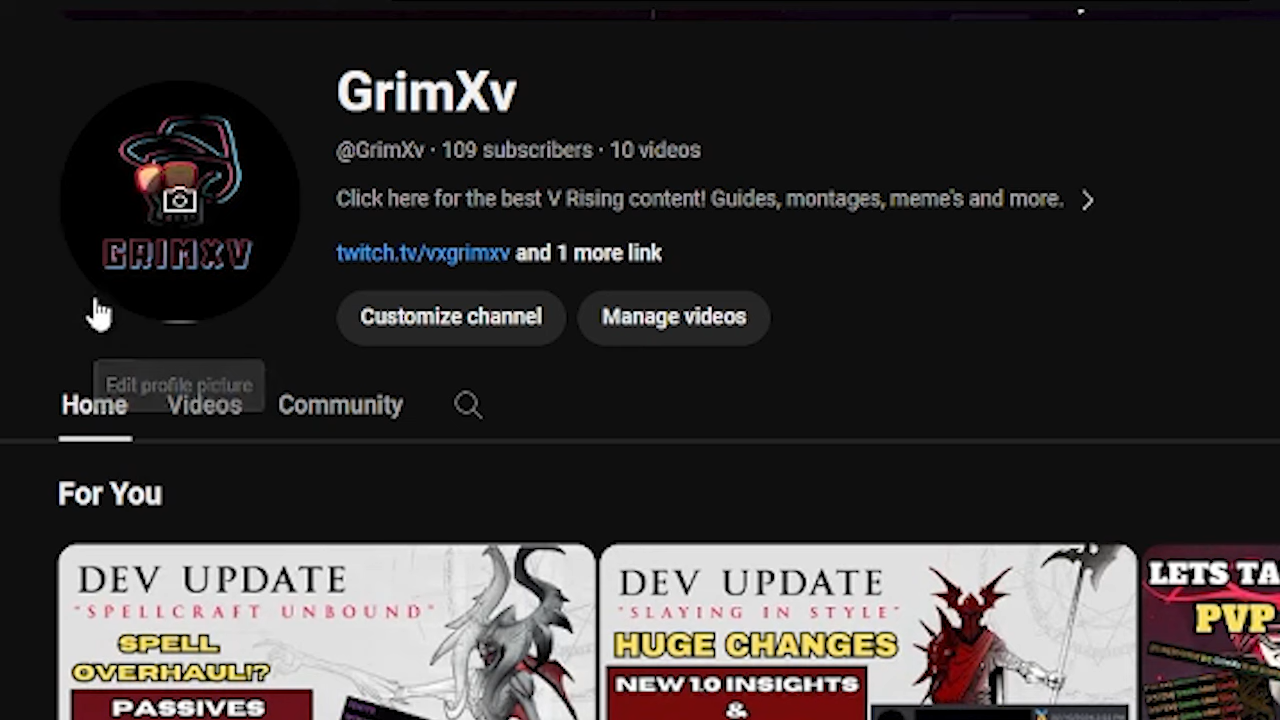 GrimXv
@GrimXv · 109 subscribers · 10 videos
Click here for the best V Rising content! Guides, montages, meme's and more.
twitch.tv/vxgrimxv and 1 more link
GRIMXV
Customize channel
Manage videos
Edit profile picture
Home
Videos
Community
For You
DEV UPDATE
"SPELLCRAFT UNBOUND"
SPELL
OVERHAUL!?
PASSIVES
DEV UPDATE
"SLAYING IN STYLE"
HUGE CHANGES
NEW 1.0 INSIGHTS
&
LETS TA
PVP